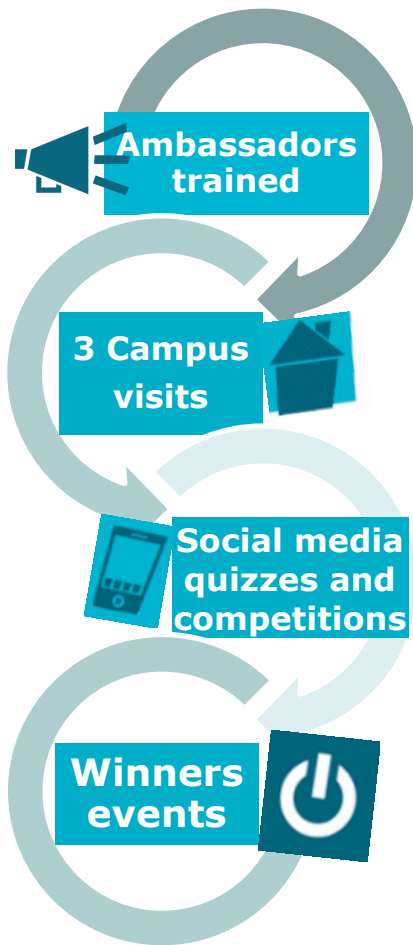 Ambassadors
trained
3 Campus
visits
Social media
quizzes and
competitions
Winners
events